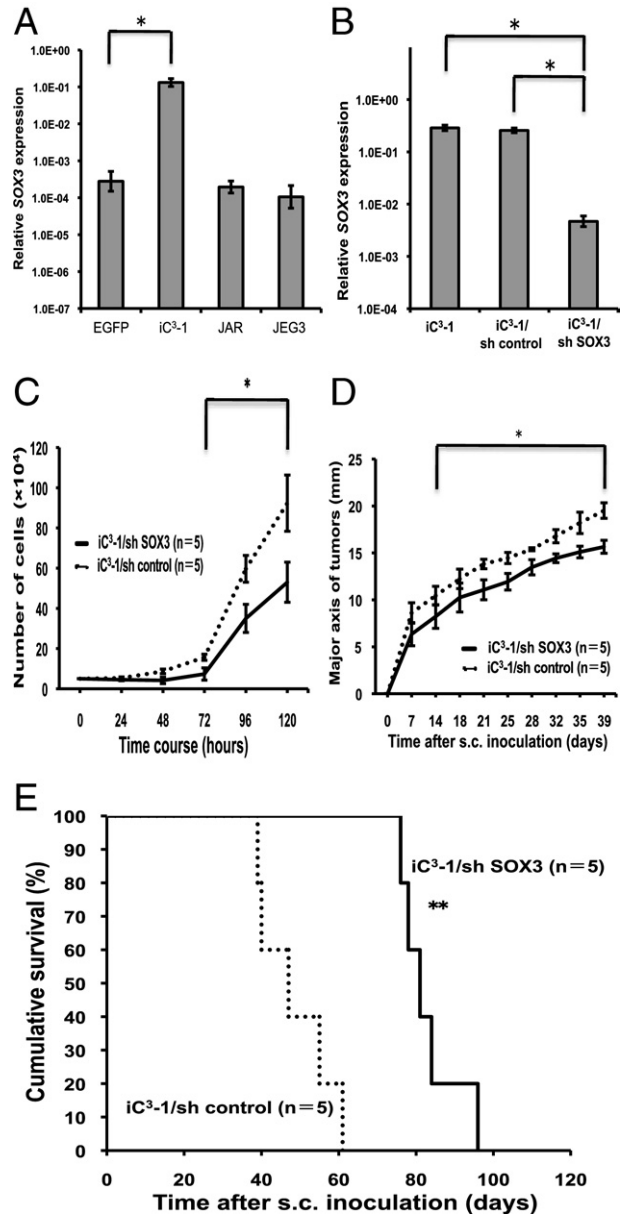 A
*
Relative SOX3 expression
1.0E+00
1.0E-01
1.0E-02
1.0E-03
1.0E-04
1.0E-05
1.0E-06
1.0E-07
EGFP
iC³-1
JAR
JEG3
B
*
*
Relative SOX3 expression
1.0E+00
1.0E-01
1.0E-02
1.0E-03
1.0E-04
iC³-1
iC³-1/
sh control
iC³-1/
sh SOX3
C
*
Number of cells (×10⁴)
120
100
80
60
40
20
0
iC³-1/sh SOX3 (n=5)
iC³-1/sh control (n=5)
0 24 48 72 96 120
Time course (hours)
D
*
Major axis of tumors (mm)
25
20
15
10
5
0
iC³-1/sh SOX3 (n=5)
iC³-1/sh control (n=5)
0 7 14 18 21 25 28 32 35 39
Time after s.c. inoculation (days)
E
Cumulative survival (%)
100
90
80
70
60
50
40
30
20
10
0
iC³-1/sh SOX3 (n=5)
**
iC³-1/sh control (n=5)
0 20 40 60 80 100 120
Time after s.c. inoculation (days)